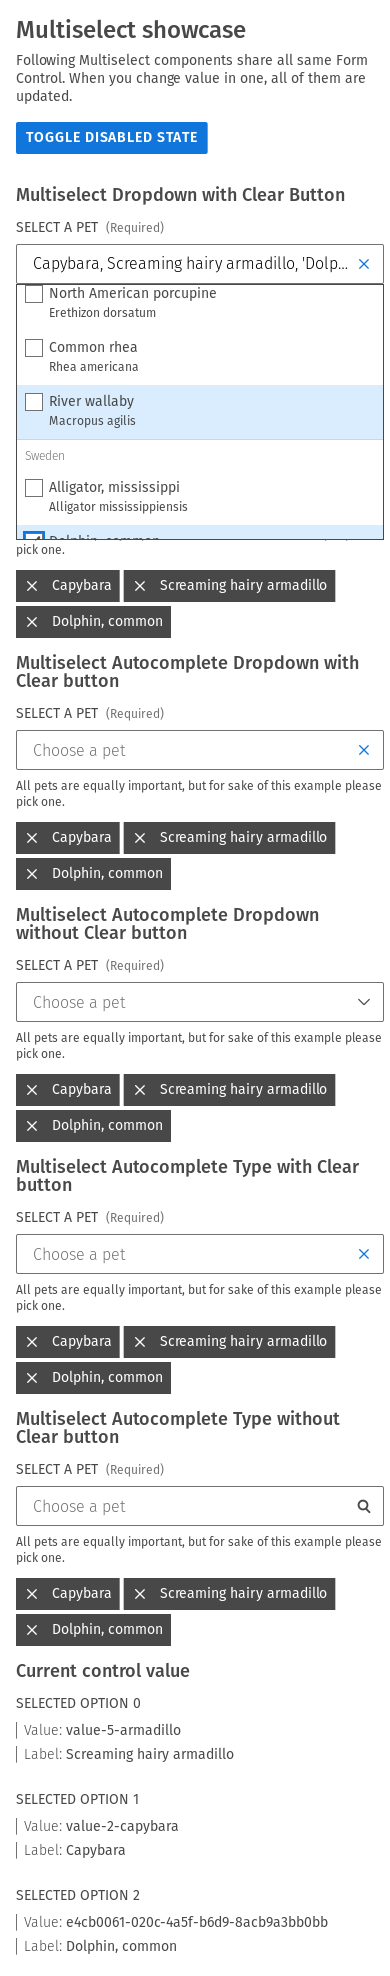 Multiselect showcase
Following Multiselect components share all same Form
Control. When you change value in one, all of them are
updated.
TOGGLE DISABLED STATE
Multiselect Dropdown with Clear Button
SELECT A PET (Required)
Capybara, Screaming hairy armadillo, 'Dolp...
North American porcupine
Erethizon dorsatum
Common rhea
Rhea americana
River wallaby
Macropus agilis
Sweden
Alligator, mississippi
Alligator mississippiensis
Dolphin, common
pick one.
Capybara
Screaming hairy armadillo
Dolphin, common
Multiselect Autocomplete Dropdown with
Clear button
SELECT A PET (Required)
Choose a pet
All pets are equally important, but for sake of this example please
pick one.
Capybara
Screaming hairy armadillo
Dolphin, common
Multiselect Autocomplete Dropdown
without Clear button
SELECT A PET (Required)
Choose a pet
All pets are equally important, but for sake of this example please
pick one.
Capybara
Screaming hairy armadillo
Dolphin, common
Multiselect Autocomplete Type with Clear
button
SELECT A PET (Required)
Choose a pet
All pets are equally important, but for sake of this example please
pick one.
Capybara
Screaming hairy armadillo
Dolphin, common
Multiselect Autocomplete Type without
Clear button
SELECT A PET (Required)
Choose a pet
All pets are equally important, but for sake of this example please
pick one.
Capybara
Screaming hairy armadillo
Dolphin, common
Current control value
SELECTED OPTION 0
Value: value-5-armadillo
Label: Screaming hairy armadillo
SELECTED OPTION 1
Value: value-2-capybara
Label: Capybara
SELECTED OPTION 2
Value: e4cb0061-020c-4a5f-b6d9-8acb9a3bb0bb
Label: Dolphin, common